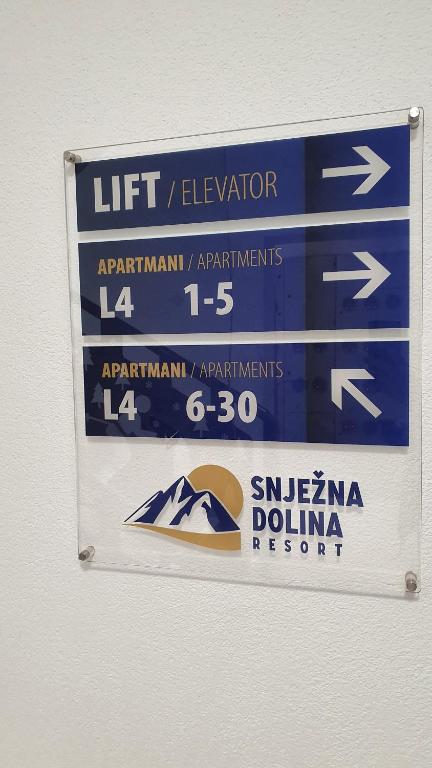 LIFT / ELEVATOR
APARTMANI / APARTMENTS
L4 1-5
APARTMANI / APARTMENTS
L4 6-30
SNJEŽNA
DOLINA
RESORT